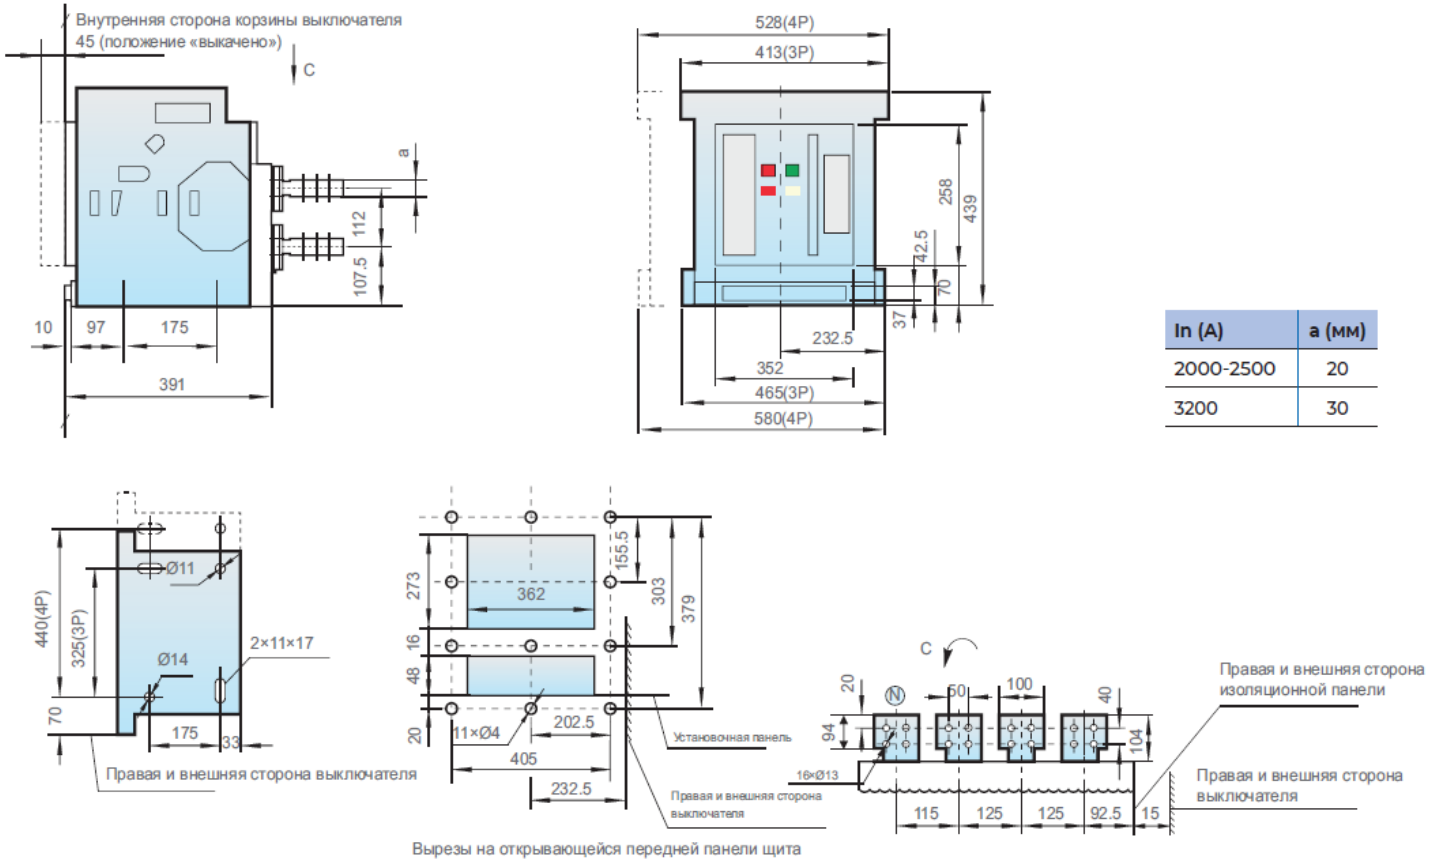 Внутренняя сторона корзины выключателя
45 (положение «выкачено»)
C
a
112
107.5
10
97
175
391
528(4P)
413(3P)
258
439
42.5
70
37
232.5
352
465(3P)
580(4P)
In (A) a (мм)
2000-2500 20
3200 30
440(4P)
325(3P)
70
Ø11
Ø14
2×11×17
175
33
Правая и внешняя сторона выключателя
273
16
48
20
362
155.5
303
379
11×Ø4
202.5
405
232.5
Установочная панель
Правая и внешняя сторона
выключателя
Вырезы на открывающейся передней панели щита
C
20
94
N
50
100
40
104
16×Ø13
115
125
125
92.5
15
Правая и внешняя сторона
изоляционной панели
Правая и внешняя сторона
выключателя